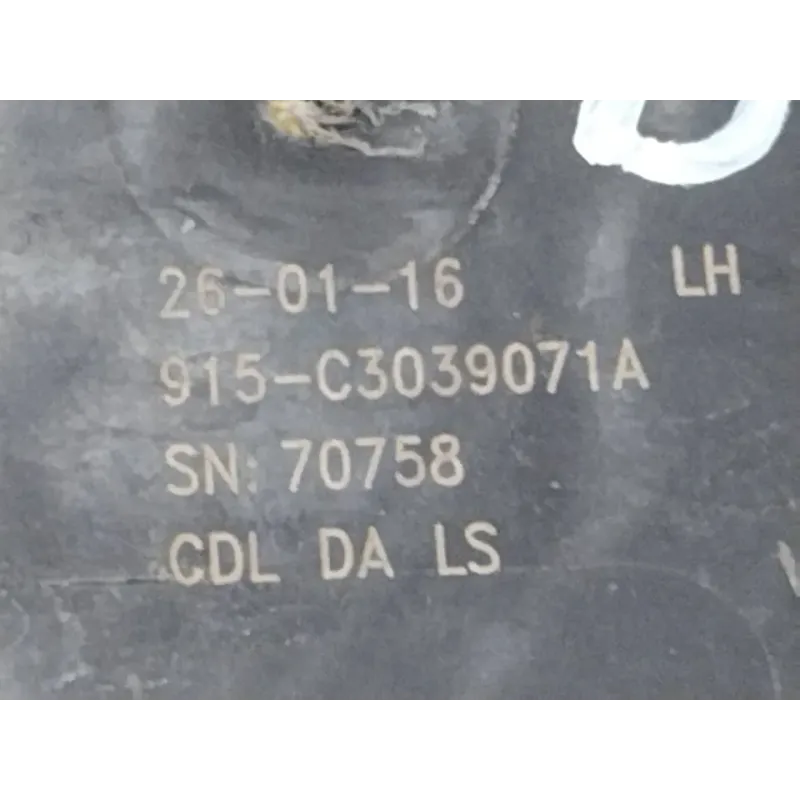 26-01-16 LH
915-C3039071A
SN: 70758
CDL DA LS